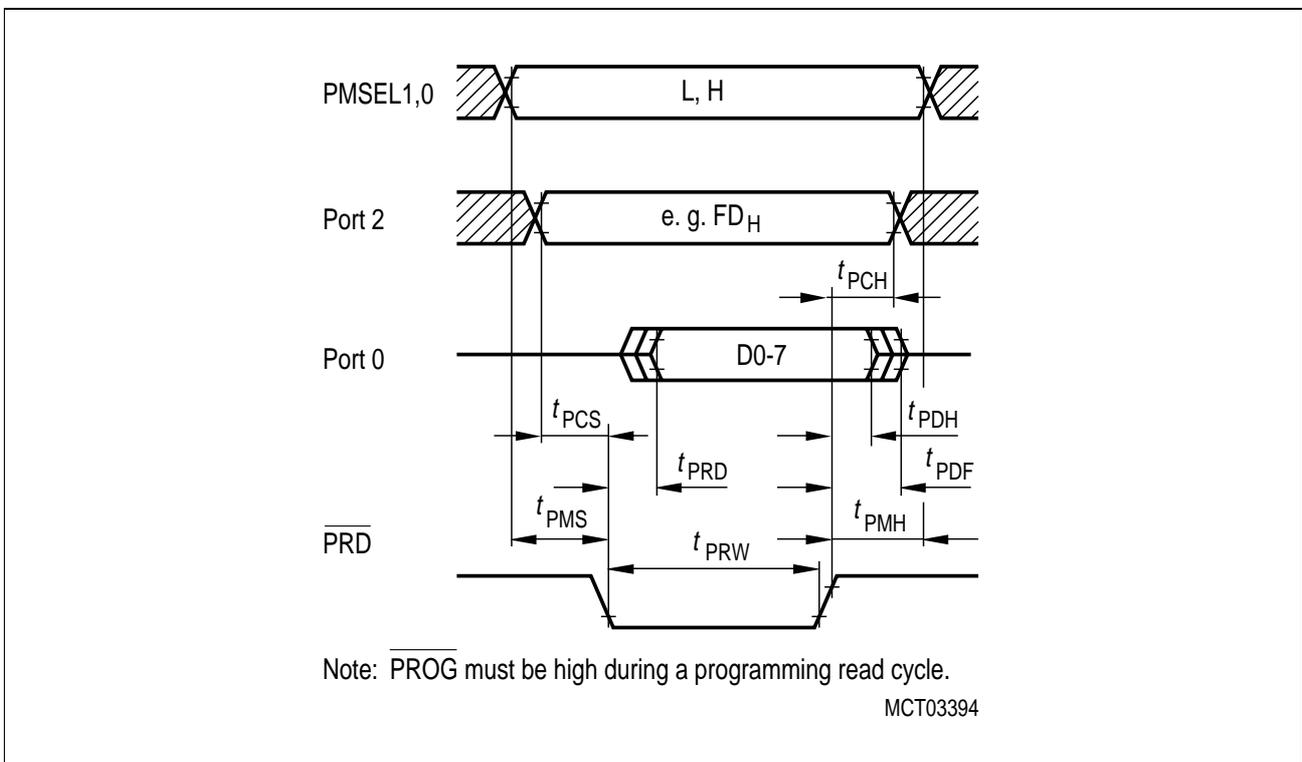 PMSEL1,0
L, H
Port 2
e. g. FDH
tPCH
Port 0
D0-7
tPCS
tPDH
tPRD
tPDF
tPMS
tPMH
PRD
tPRW
Note: PROG must be high during a programming read cycle.
MCT03394